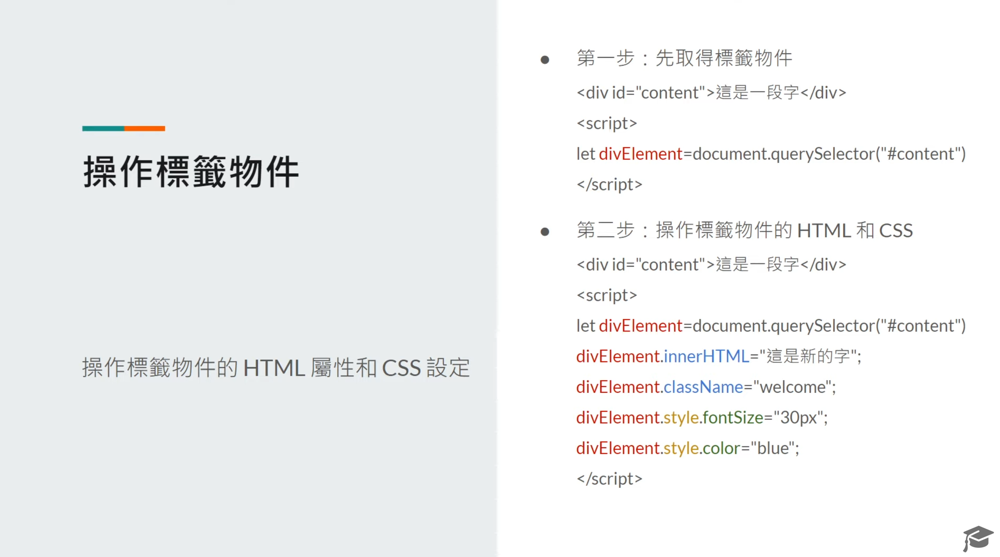 操作標籤物件
操作標籤物件的 HTML 屬性和 CSS 設定
● 第一步：先取得標籤物件
<div id="content">這是一段字</div>
<script>
let divElement=document.querySelector("#content")
</script>
● 第二步：操作標籤物件的 HTML 和 CSS
<div id="content">這是一段字</div>
<script>
let divElement=document.querySelector("#content")
divElement.innerHTML="這是新的字";
divElement.className="welcome";
divElement.style.fontSize="30px";
divElement.style.color="blue";
</script>